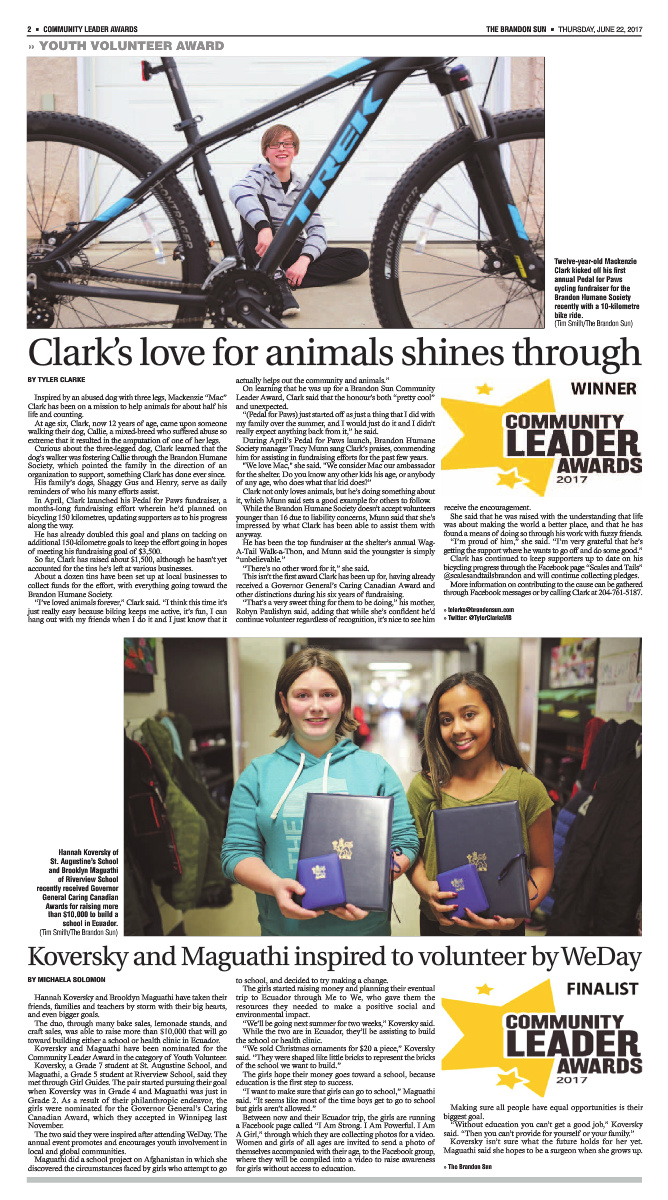 2 ▪ COMMUNITY LEADER AWARDS
THE BRANDON SUN ▪ THURSDAY, JUNE 22, 2017
» YOUTH VOLUNTEER AWARD
TREK
BONTRAGER
BONTRAGER
Twelve-year-old Mackenzie
Clark kicked off his first
annual Pedal for Paws
cycling fundraiser for the
Brandon Humane Society
recently with a 10-kilometre
bike ride.
(Tim Smith/The Brandon Sun)
Clark's love for animals shines through
BY TYLER CLARKE
Inspired by an abused dog with three legs, Mackenzie “Mac”
Clark has been on a mission to help animals for about half his
life and counting.
At age six, Clark, now 12 years of age, came upon someone
walking their dog, Callie, a mixed-breed who suffered abuse so
extreme that it resulted in the amputation of one of her legs.
Curious about the three-legged dog, Clark learned that the
dog's walker was fostering Callie through the Brandon Humane
Society, which pointed the family in the direction of an
organization to support, something Clark has done ever since.
His family's dogs, Shaggy Gus and Henry, serve as daily
reminders of who his many efforts assist.
In April, Clark launched his Pedal for Paws fundraiser, a
months-long fundraising effort wherein he'd planned on
bicycling 150 kilometres, updating supporters as to his progress
along the way.
He has already doubled this goal and plans on tacking on
additional 150-kilometre goals to keep the effort going in hopes
of meeting his fundraising goal of $3,500.
So far, Clark has raised about $1,500, although he hasn't yet
accounted for the tins he's left at various businesses.
About a dozen tins have been set up at local businesses to
collect funds for the effort, with everything going toward the
Brandon Humane Society.
“I've loved animals forever,” Clark said. “I think this time it's
just really easy because biking keeps me active, it's fun, I can
hang out with my friends when I do it and I just know that it
actually helps out the community and animals.”
On learning that he was up for a Brandon Sun Community
Leader Award, Clark said that the honour's both “pretty cool”
and unexpected.
“(Pedal for Paws) just started off as just a thing that I did with
my family over the summer, and I would just do it and I didn't
really expect anything back from it,” he said.
During April's Pedal for Paws launch, Brandon Humane
Society manager Tracy Munn sang Clark's praises, commending
him for assisting in fundraising efforts for the past few years.
“We love Mac,” she said. “We consider Mac our ambassador
for the shelter. Do you know any other kids his age, or anybody
of any age, who does what that kid does?”
Clark not only loves animals, but he's doing something about
it, which Munn said sets a good example for others to follow.
While the Brandon Humane Society doesn't accept volunteers
younger than 16 due to liability concerns, Munn said that she's
impressed by what Clark has been able to assist them with
anyway.
He has been the top fundraiser at the shelter's annual Wag-
A-Tail Walk-a-Thon, and Munn said the youngster is simply
“unbelievable.”
“There's no other word for it,” she said.
This isn't the first award Clark has been up for, having already
received a Governor General's Caring Canadian Award and
other distinctions during his six years of fundraising.
“That's a very sweet thing for them to be doing,” his mother,
Robyn Paulishyn said, adding that while she's confident he'd
continue volunteer regardless of recognition, it's nice to see him
WINNER
COMMUNITY
LEADER
AWARDS
2017
receive the encouragement.
She said that he was raised with the understanding that life
was about making the world a better place, and that he has
found a means of doing so through his work with fuzzy friends.
“I'm proud of him,” she said. “I'm very grateful that he's
getting the support where he wants to go off and do some good.”
Clark has continued to keep supporters up to date on his
bicycling progress through the Facebook page “Scales and Tails”
@scalesandtailsbrandon and will continue collecting pledges.
More information on contributing to the cause can be gathered
through Facebook messages or by calling Clark at 204-761-5187.
» tclarke@brandonsun.com
» Twitter: @TylerClarkeMB
Hannah Koversky of
St. Augustine's School
and Brooklyn Maguathi
of Riverview School
recently received Governor
General Caring Canadian
Awards for raising more
than $10,000 to build a
school in Ecuador.
(Tim Smith/The Brandon Sun)
Koversky and Maguathi inspired to volunteer by WeDay
BY MICHAELA SOLOMON
Hannah Koversky and Brooklyn Maguathi have taken their
friends, families and teachers by storm with their big hearts,
and even bigger goals.
The duo, through many bake sales, lemonade stands, and
craft sales, was able to raise more than $10,000 that will go
toward building either a school or health clinic in Ecuador.
Koversky and Maguathi have been nominated for the
Community Leader Award in the category of Youth Volunteer.
Koversky, a Grade 7 student at St. Augustine School, and
Maguathi, a Grade 5 student at Riverview School, said they
met through Girl Guides. The pair started pursuing their goal
when Koversky was in Grade 4 and Maguathi was just in
Grade 2. As a result of their philanthropic endeavor, the
girls were nominated for the Governor General's Caring
Canadian Award, which they accepted in Winnipeg last
November.
The two said they were inspired after attending WeDay. The
annual event promotes and encourages youth involvement in
local and global communities.
Maguathi did a school project on Afghanistan in which she
discovered the circumstances faced by girls who attempt to go
to school, and decided to try making a change.
The girls started raising money and planning their eventual
trip to Ecuador through Me to We, who gave them the
resources they needed to make a positive social and
environmental impact.
“We'll be going next summer for two weeks,” Koversky said.
While the two are in Ecuador, they'll be assisting to build
the school or health clinic.
“We sold Christmas ornaments for $20 a piece,” Koversky
said. “They were shaped like little bricks to represent the bricks
of the school we want to build.”
The girls hope their money goes toward a school, because
education is the first step to success.
“I want to make sure that girls can go to school,” Maguathi
said. “It seems like most of the time boys get to go to school
but girls aren't allowed.”
Between now and their Ecuador trip, the girls are running
a Facebook page called “I Am Strong. I Am Powerful. I Am
A Girl,” through which they are collecting photos for a video.
Women and girls of all ages are invited to send a photo of
themselves accompanied with their age, to the Facebook group,
where they will be compiled into a video to raise awareness
for girls without access to education.
FINALIST
COMMUNITY
LEADER
AWARDS
2017
Making sure all people have equal opportunities is their
biggest goal.
“Without education you can't get a good job,” Koversky
said. “Then you can't provide for yourself or your family.”
Koversky isn't sure what the future holds for her yet.
Maguathi said she hopes to be a surgeon when she grows up.
» The Brandon Sun